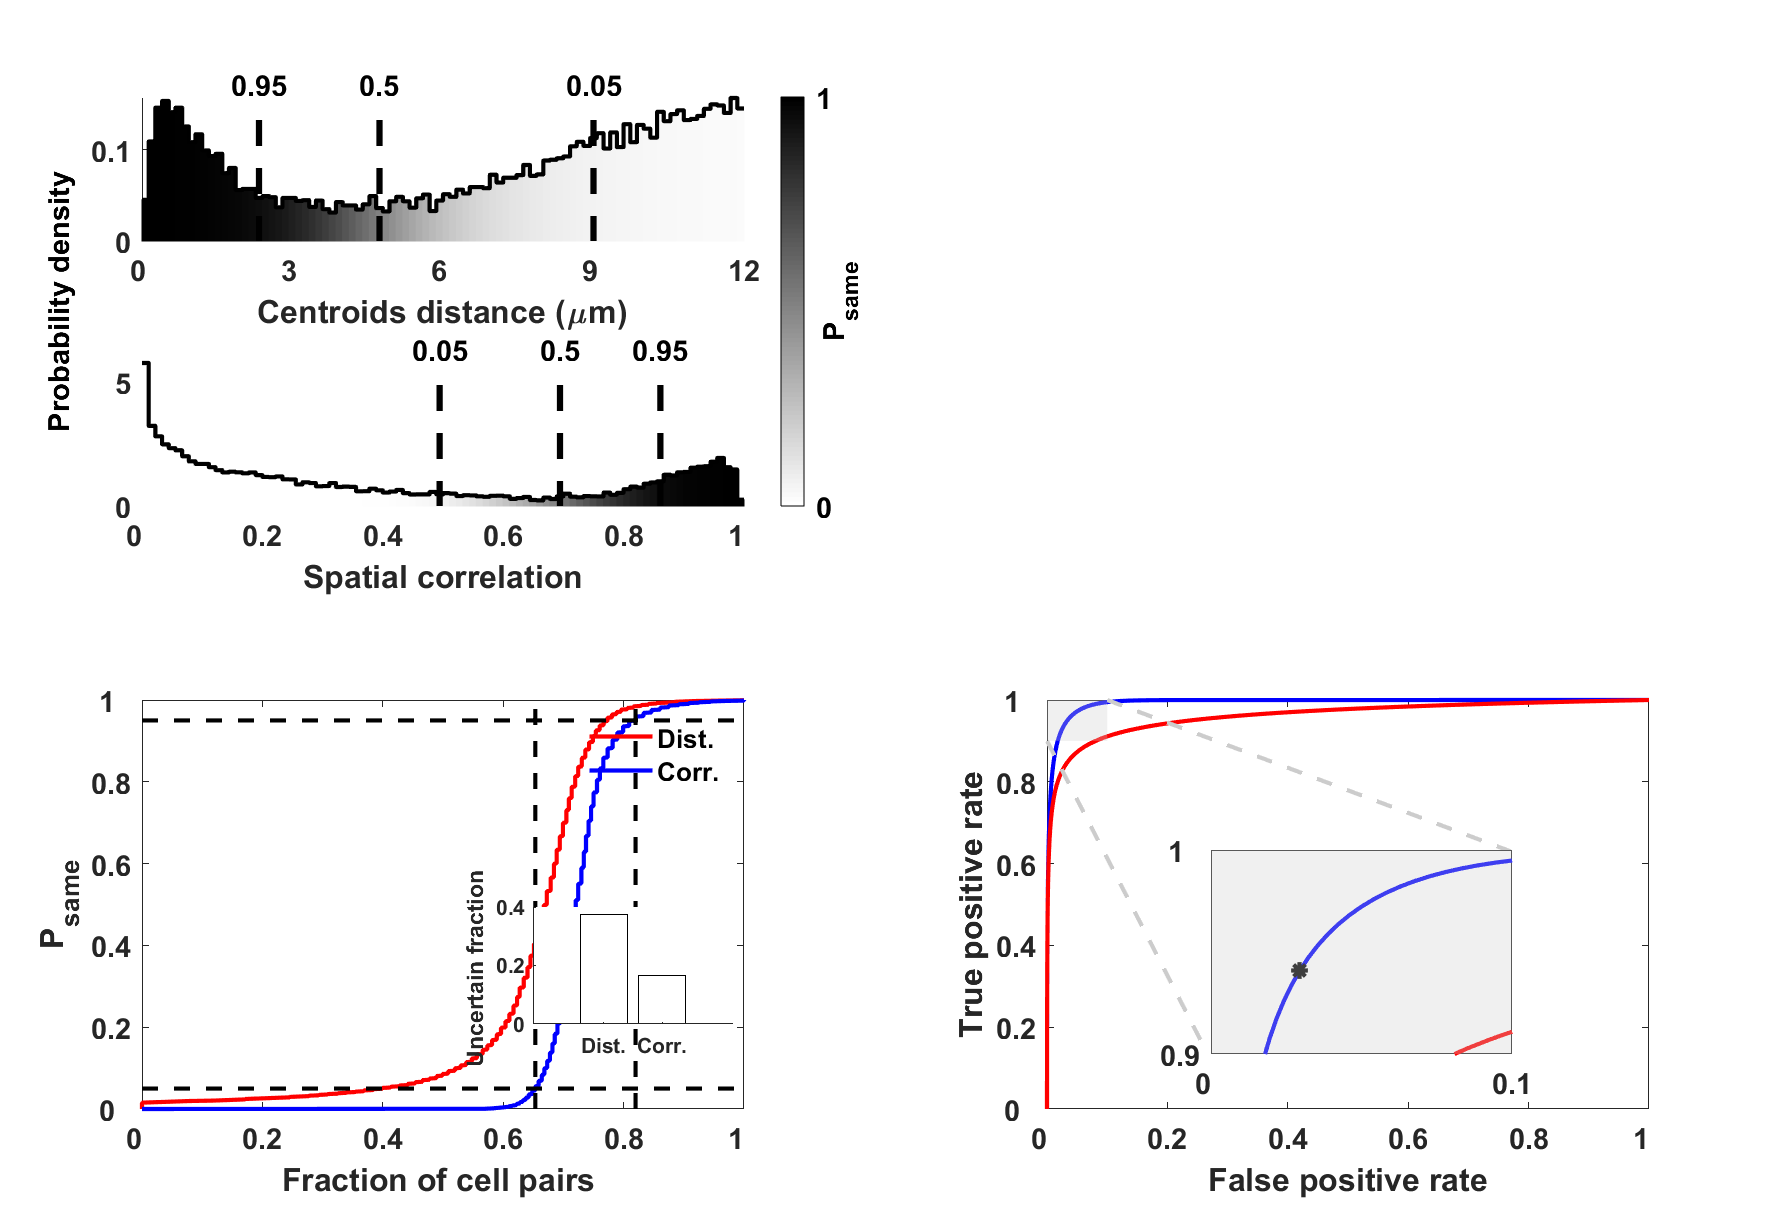 0.95 0.5 0.05
0.1
0
0 3 6 9 12
Centroids distance (μm)
Probability density
1
0
P same
0.05 0.5 0.95
5
0
0 0.2 0.4 0.6 0.8 1
Spatial correlation
1
0.8
0.6
0.4
0.2
0
P same
Dist.
Corr.
Uncertain fraction
0.4
0.2
0
Dist. Corr.
0 0.2 0.4 0.6 0.8 1
Fraction of cell pairs
1
0.8
0.6
0.4
0.2
0
True positive rate
1
0.9
0 0.1
0 0.2 0.4 0.6 0.8 1
False positive rate